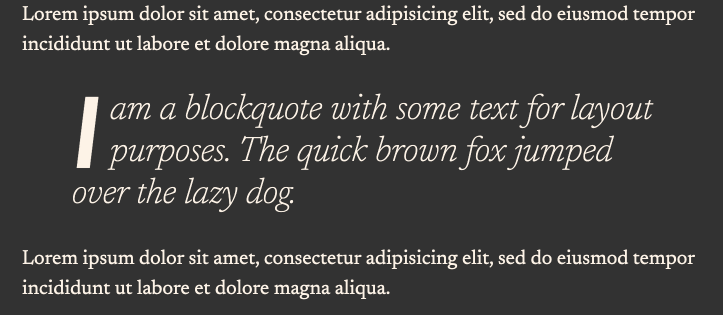 Lorem ipsum dolor sit amet, consectetur adipisicing elit, sed do eiusmod tempor
incididunt ut labore et dolore magna aliqua.
I am a blockquote with some text for layout
purposes. The quick brown fox jumped
over the lazy dog.
Lorem ipsum dolor sit amet, consectetur adipisicing elit, sed do eiusmod tempor
incididunt ut labore et dolore magna aliqua.